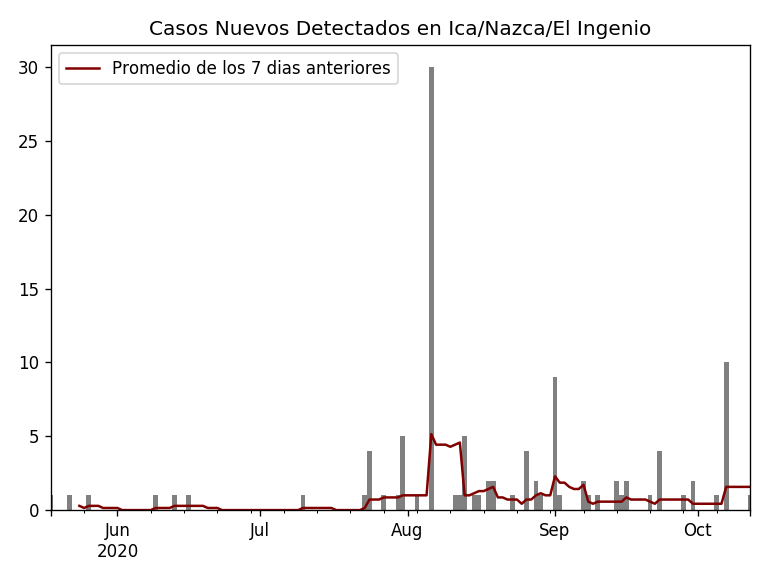 Casos Nuevos Detectados en Ica/Nazca/El Ingenio
Promedio de los 7 dias anteriores
30
25
20
15
10
5
0
Jun Jul Aug Sep Oct
2020